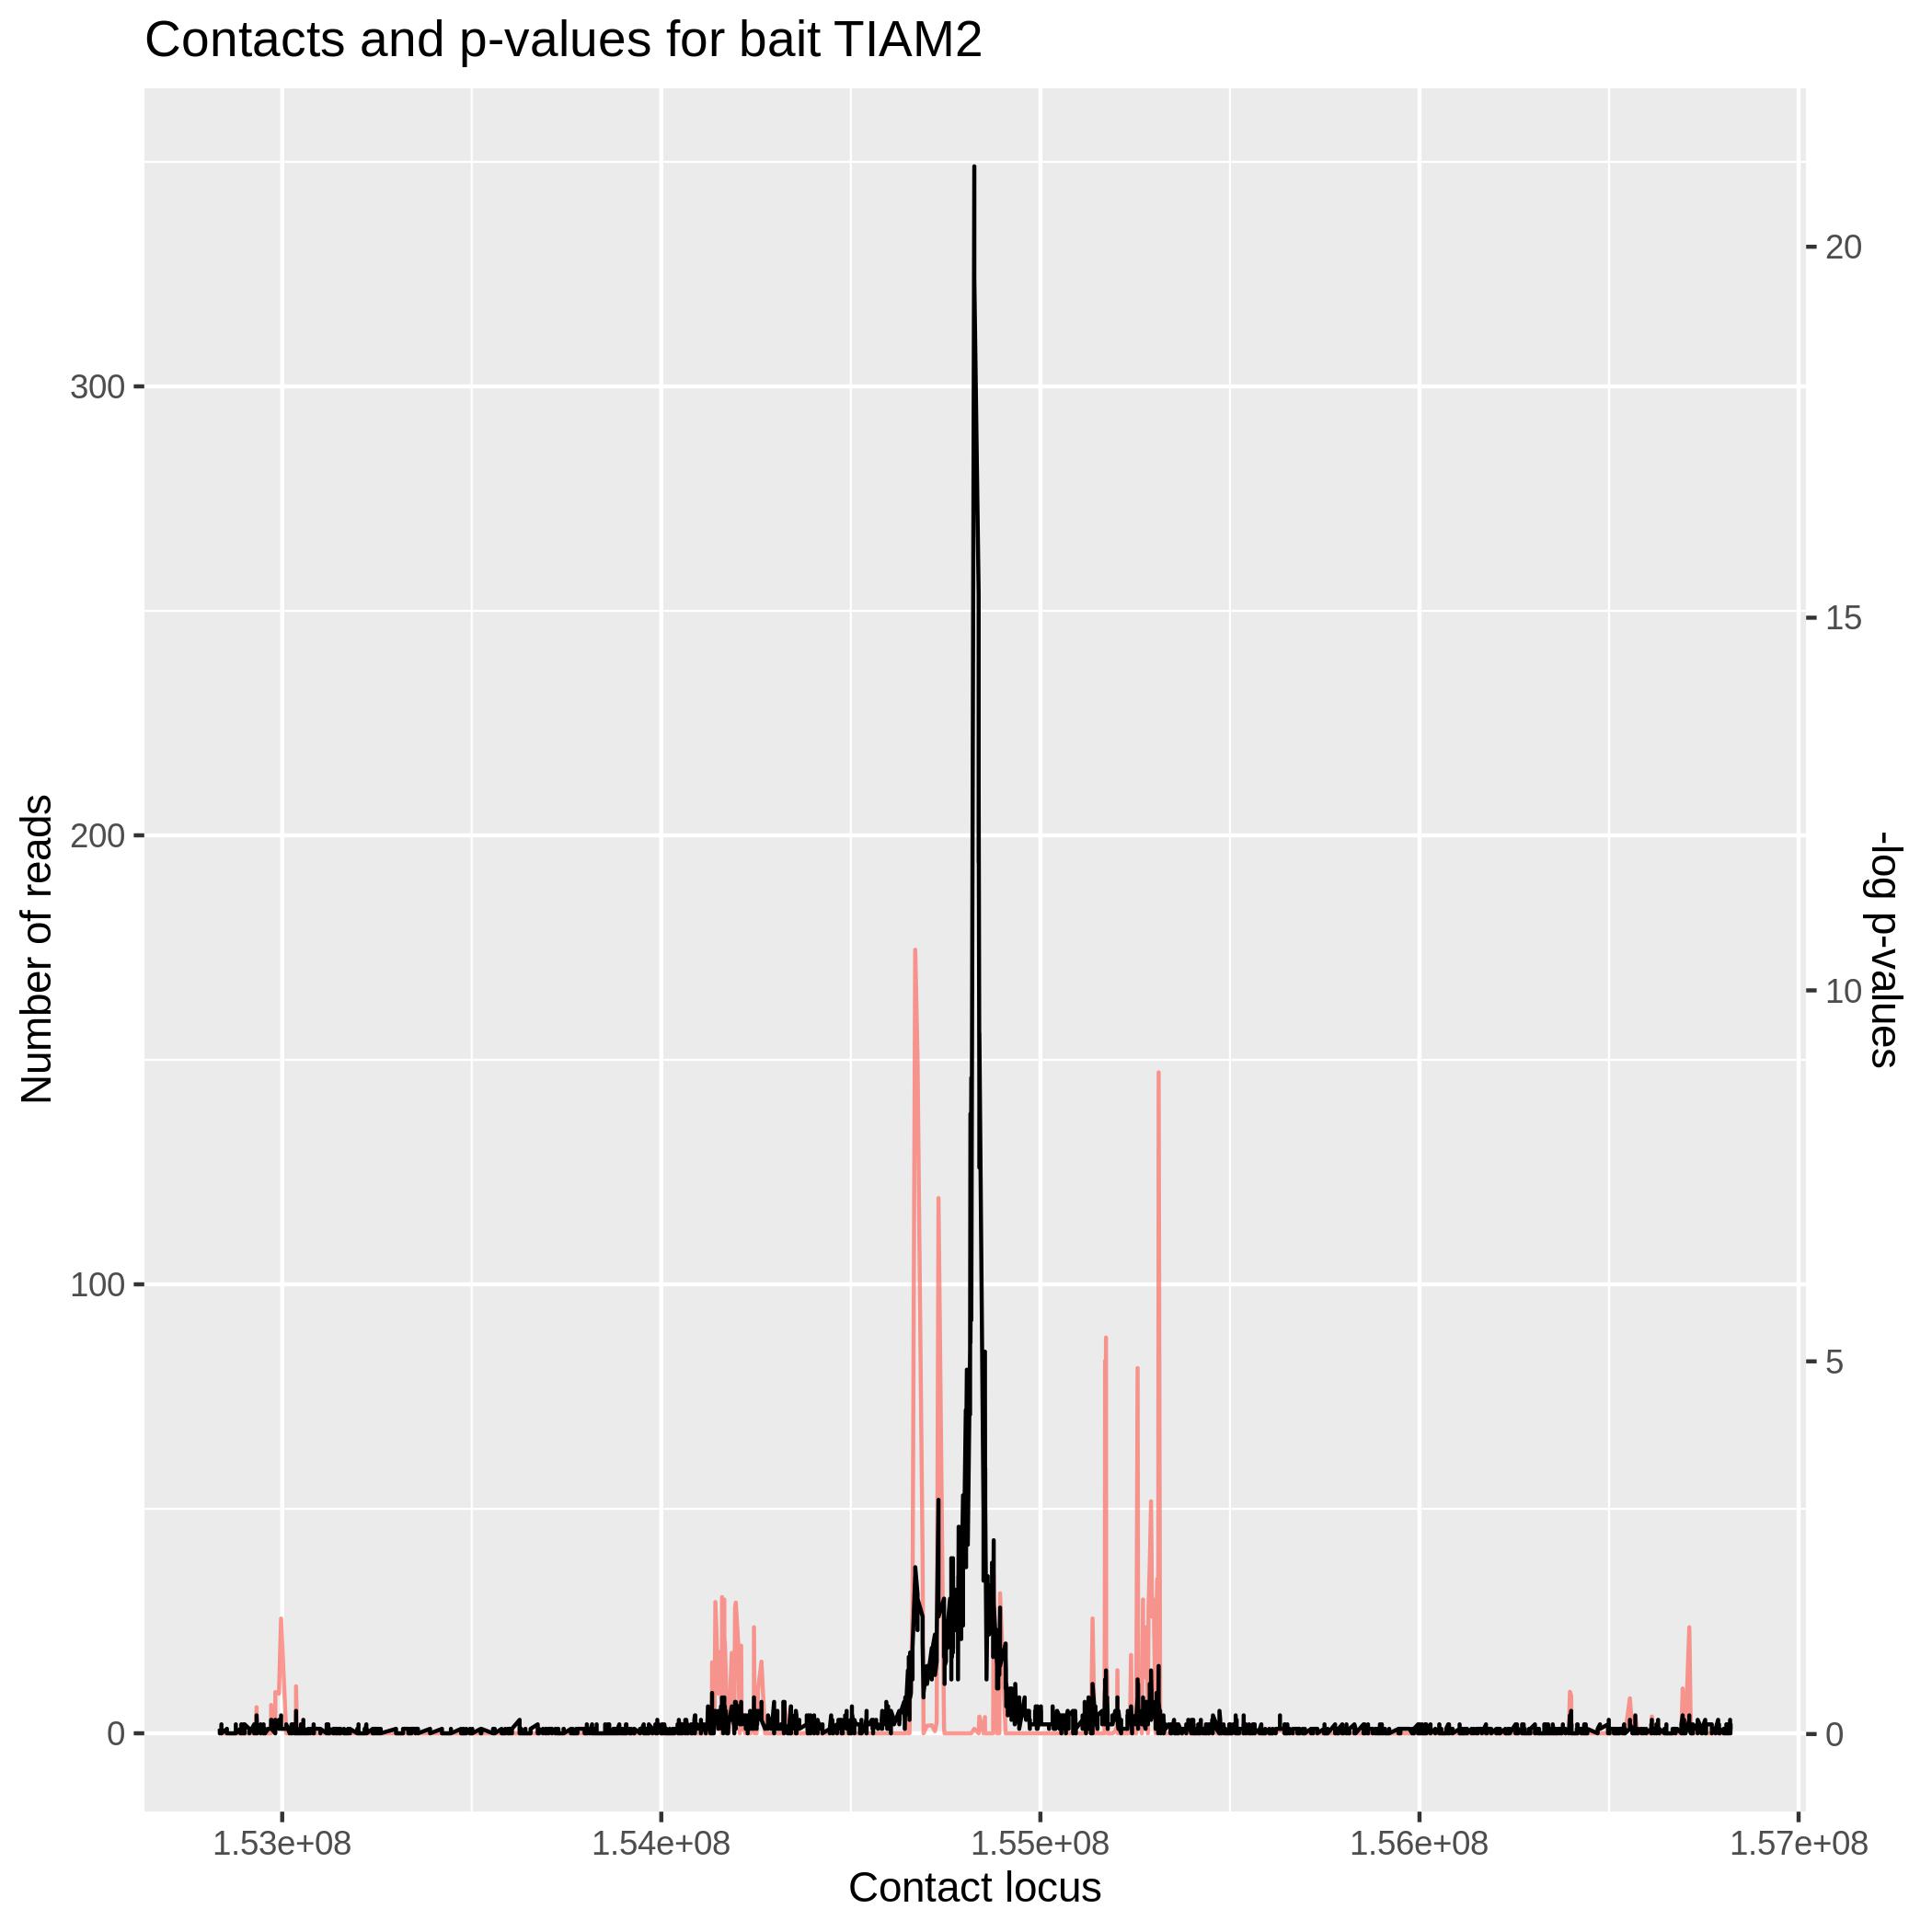 Contacts and p-values for bait TIAM2
Number of reads
300
200
100
0
20
15
10
5
0
-log p-values
1.53e+08
1.54e+08
1.55e+08
1.56e+08
1.57e+08
Contact locus